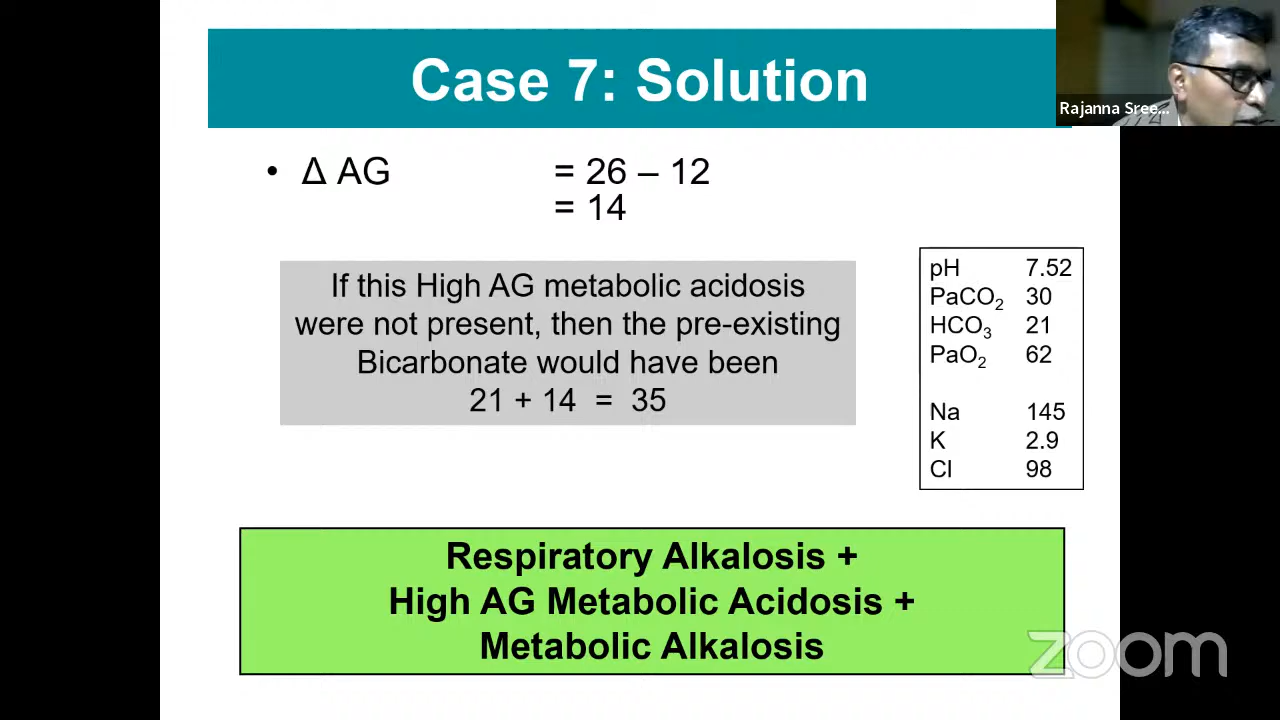 Case 7: Solution
Rajanna Sree...
• Δ AG = 26 – 12
= 14
If this High AG metabolic acidosis
were not present, then the pre-existing
Bicarbonate would have been
21 + 14 = 35
pH 7.52
PaCO₂ 30
HCO₃ 21
PaO₂ 62
Na 145
K 2.9
Cl 98
Respiratory Alkalosis +
High AG Metabolic Acidosis +
Metabolic Alkalosis
zoom